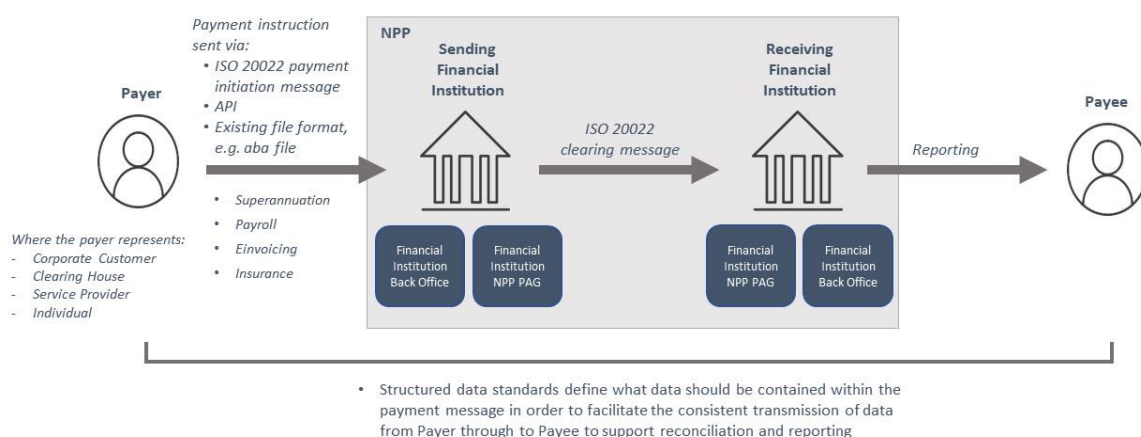 Payment instruction
sent via:
• ISO 20022 payment
initiation message
• API
• Existing file format,
e.g. aba file
Payer
• Superannuation
• Payroll
• Einvoicing
• Insurance
Where the payer represents:
- Corporate Customer
- Clearing House
- Service Provider
- Individual
NPP
Sending
Financial
Institution
Financial
Institution
Back Office
Financial
Institution
NPP PAG
ISO 20022
clearing message
Receiving
Financial
Institution
Financial
Institution
NPP PAG
Financial
Institution
Back Office
Reporting
Payee
• Structured data standards define what data should be contained within the
payment message in order to facilitate the consistent transmission of data
from Payer through to Payee to support reconciliation and reporting